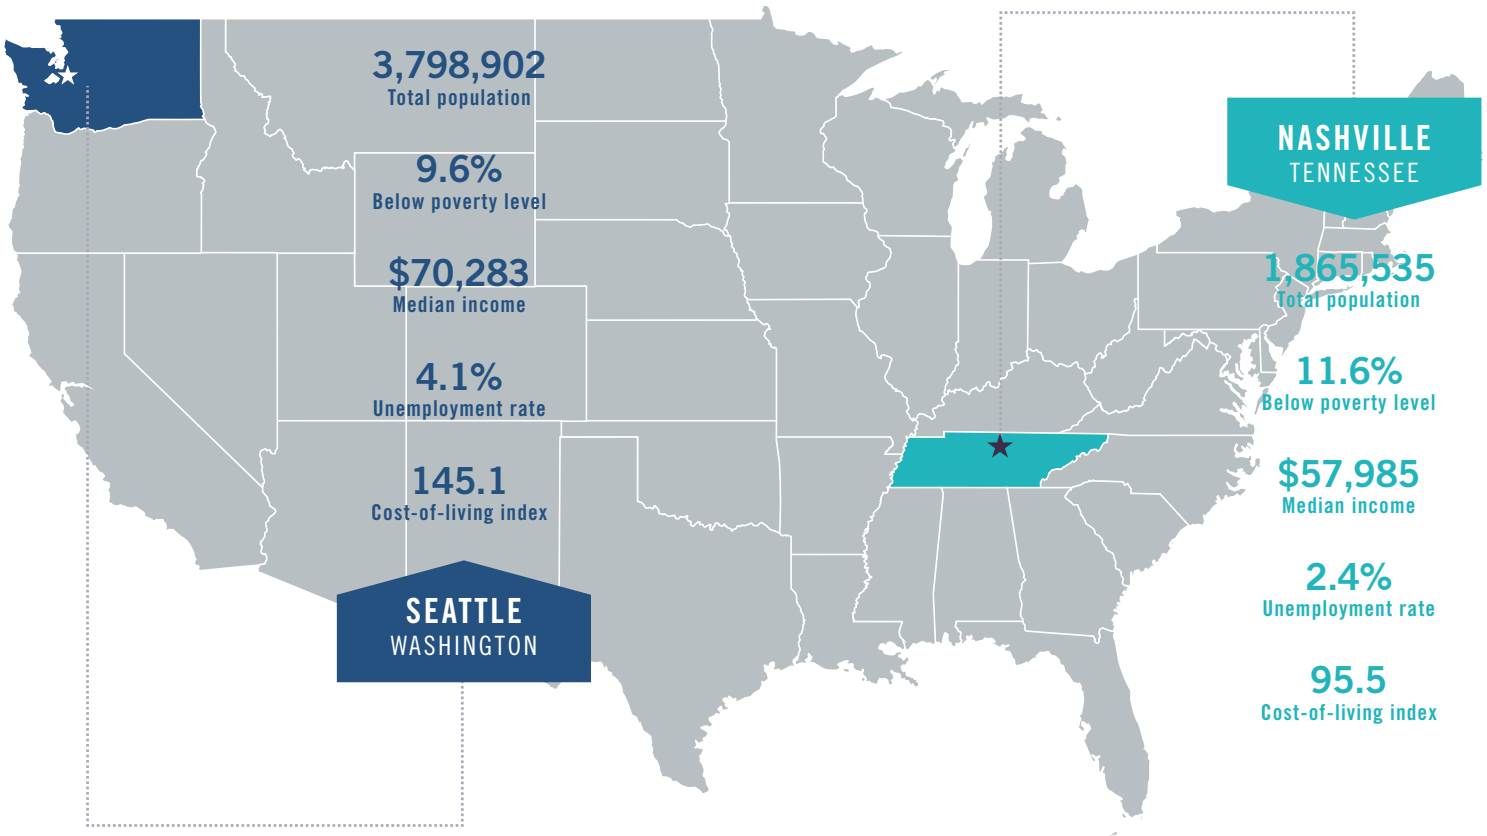 3,798,902
Total population
9.6%
Below poverty level
$70,283
Median income
4.1%
Unemployment rate
145.1
Cost-of-living index
SEATTLE
WASHINGTON
NASHVILLE
TENNESSEE
1,865,535
Total population
11.6%
Below poverty level
$57,985
Median income
2.4%
Unemployment rate
95.5
Cost-of-living index